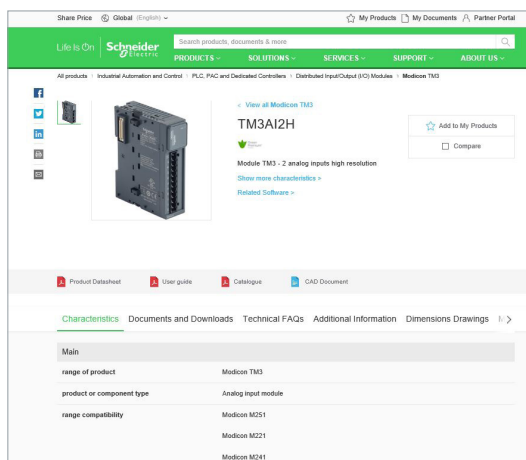 Share Price Global (English) My Products My Documents Partner Portal
Life Is On Schneider Electric
Search products, documents & more
PRODUCTS SOLUTIONS SERVICES SUPPORT ABOUT US
All products Industrial Automation and Control PLC, PAC and Dedicated Controllers Distributed Input/Output (I/O) Modules Modicon TM3
< View all Modicon TM3
TM3AI2H
Add to My Products
Compare
Module TM3 - 2 analog inputs high resolution
Show more characteristics >
Related Software >
Product Datasheet User guide Catalogue CAD Document
Characteristics Documents and Downloads Technical FAQs Additional Information Dimensions Drawings
Main
range of product Modicon TM3
product or component type Analog input module
range compatibility Modicon M251
Modicon M221
Modicon M241